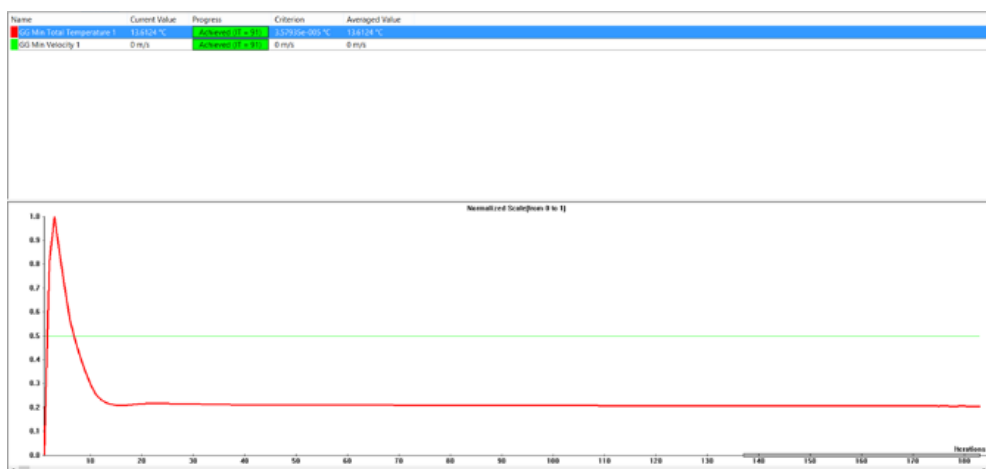 Name Current Value Progress Criterion Averaged Value
GG Min Total Temperature 1 13.6124 °C Achieved (IT = 91) 3.57935e-005 °C 13.6124 °C
GG Min Velocity 1 0 m/s Achieved (IT = 91) 0 m/s 0 m/s
Normalized Scale[from 0 to 1]
1.0
0.9
0.8
0.7
0.6
0.5
0.4
0.3
0.2
0.1
0.0
Iterations
10 20 30 40 50 60 70 80 90 100 110 120 130 140 150 160 170 180